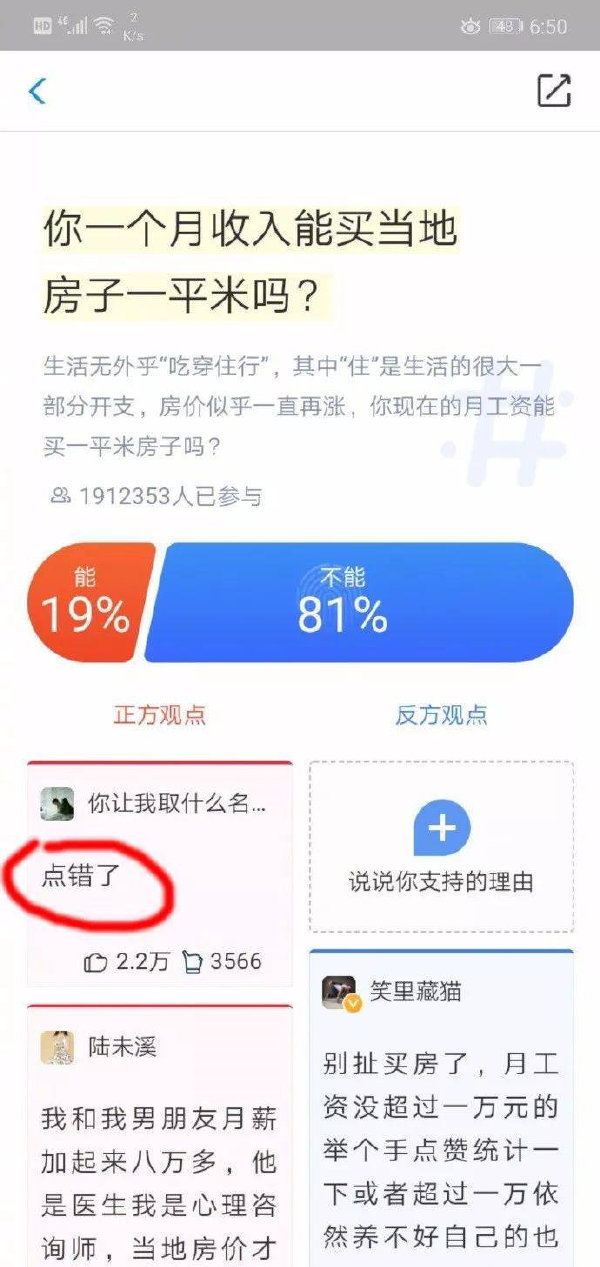 HD 4G 2 K/s 48 6:50
你一个月收入能买当地
房子一平米吗？
生活无外乎“吃穿住行”，其中“住”是生活的很大一
部分开支，房价似乎一直再涨，你现在的月工资能
买一平米房子吗？
1912353人已参与
能
19%
不能
81%
正方观点
反方观点
你让我取什么名...
点错了
2.2万 3566
说说你支持的理由
陆未溪
我和我男朋友月薪
加起来八万多，他
是医生我是心理咨
询师，当地房价才
笑里藏猫
别扯买房了，月工
资没超过一万元的
举个手点赞统计一
下或者超过一万依
然养不好自己的也